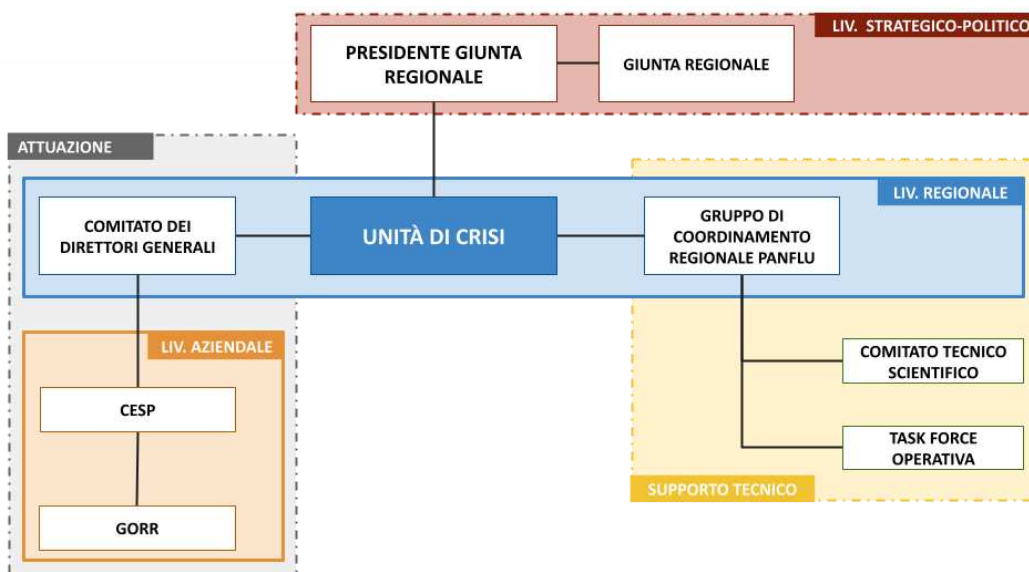 LIV. STRATEGICO-POLITICO
PRESIDENTE GIUNTA
REGIONALE
GIUNTA REGIONALE
ATTUAZIONE
LIV. REGIONALE
COMITATO DEI
DIRETTORI GENERALI
UNITÀ DI CRISI
GRUPPO DI
COORDINAMENTO
REGIONALE PANFLU
LIV. AZIENDALE
CESP
GORR
COMITATO TECNICO
SCIENTIFICO
TASK FORCE
OPERATIVA
SUPPORTO TECNICO